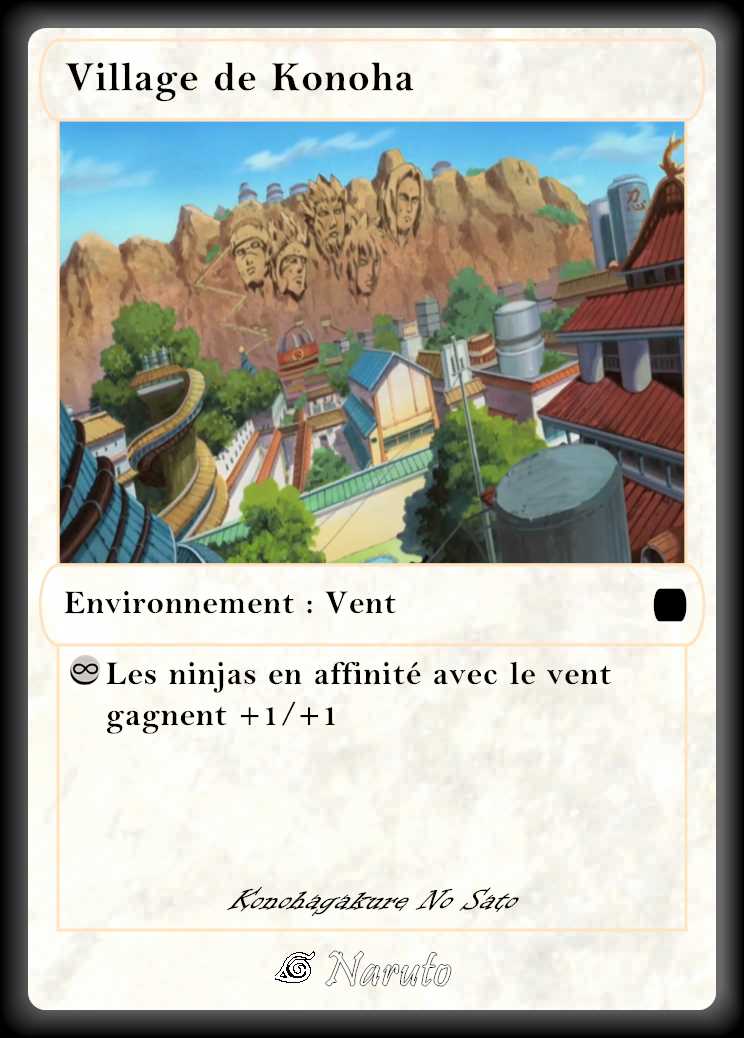 Village de Konoha
忍
Environnement : Vent
∞ Les ninjas en affinité avec le vent
gagnent +1/+1
Konohagakure No Sato
Naruto